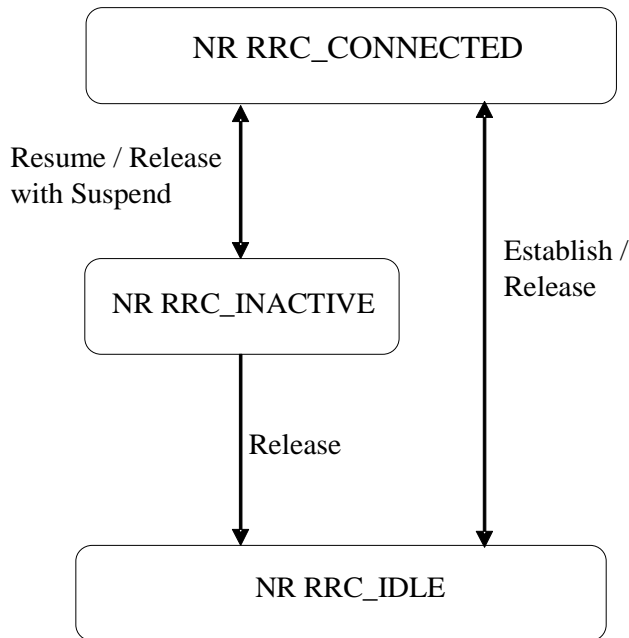 NR RRC_CONNECTED
Resume / Release
with Suspend
Establish /
Release
NR RRC_INACTIVE
Release
NR RRC_IDLE